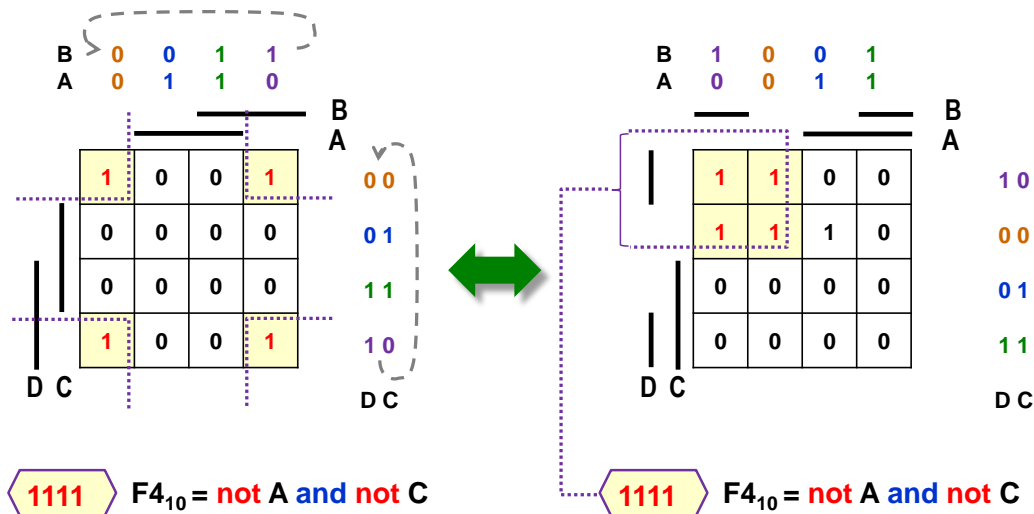 B 0 0 1 1
A 0 1 1 0
B
A
1 0 0 1 0 0
0 0 0 0 0 1
0 0 0 0 1 1
1 0 0 1 1 0
D C
D C
1111 F4₁₀ = not A and not C
B 1 0 0 1
A 0 0 1 1
B
A
1 1 0 0 1 0
1 1 1 0 0 0
0 0 0 0 0 1
0 0 0 0 1 1
D C
D C
1111 F4₁₀ = not A and not C